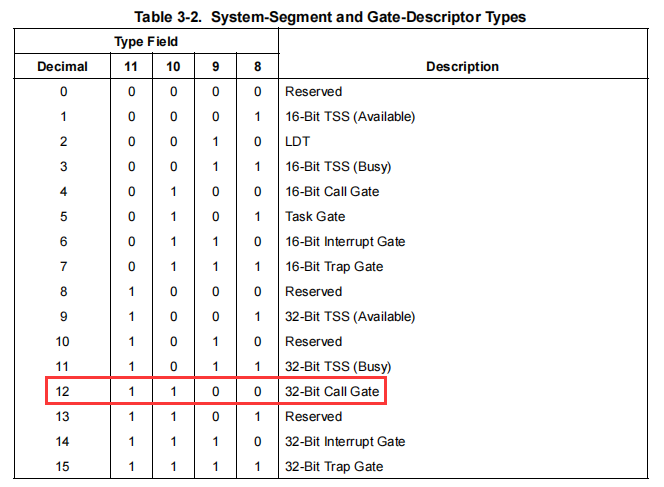 Table 3-2. System-Segment and Gate-Descriptor Types
Type Field
Decimal 11 10 9 8 Description
0 0 0 0 0 Reserved
1 0 0 0 1 16-Bit TSS (Available)
2 0 0 1 0 LDT
3 0 0 1 1 16-Bit TSS (Busy)
4 0 1 0 0 16-Bit Call Gate
5 0 1 0 1 Task Gate
6 0 1 1 0 16-Bit Interrupt Gate
7 0 1 1 1 16-Bit Trap Gate
8 1 0 0 0 Reserved
9 1 0 0 1 32-Bit TSS (Available)
10 1 0 1 0 Reserved
11 1 0 1 1 32-Bit TSS (Busy)
12 1 1 0 0 32-Bit Call Gate
13 1 1 0 1 Reserved
14 1 1 1 0 32-Bit Interrupt Gate
15 1 1 1 1 32-Bit Trap Gate